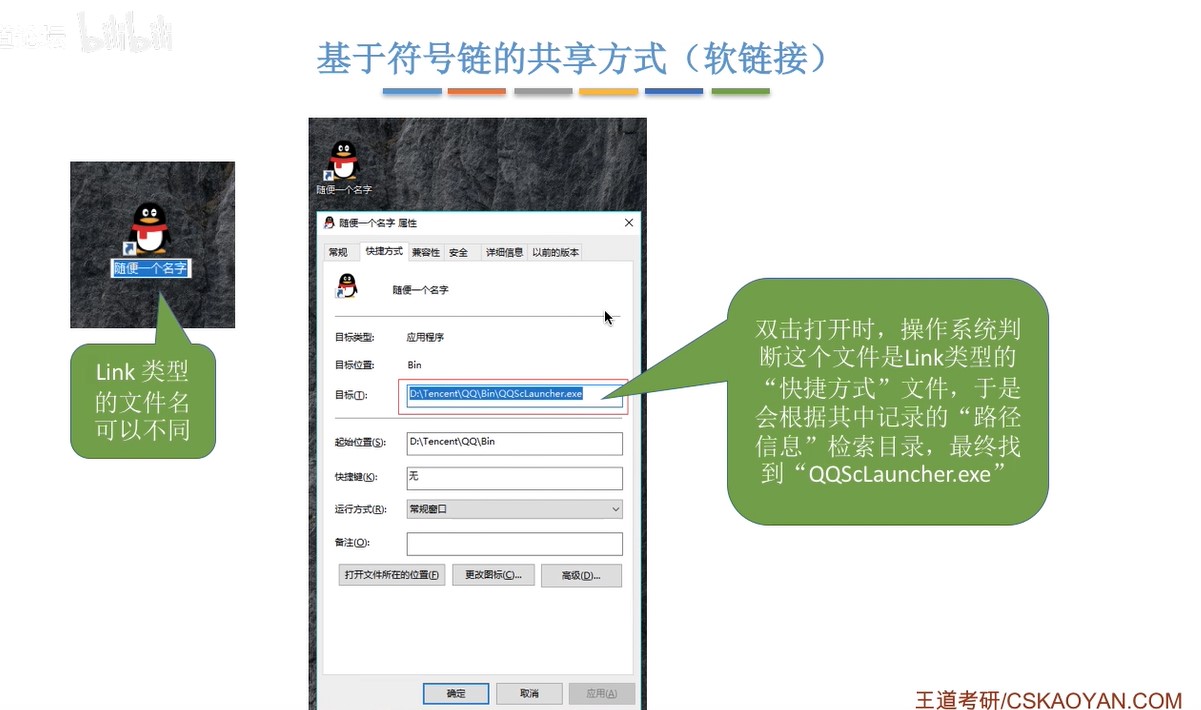 bilibili
基于符号链的共享方式（软链接）
随便一个名字
Link 类型
的文件名
可以不同
随便一个名字
随便一个名字 属性
常规 快捷方式 兼容性 安全 详细信息 以前的版本
随便一个名字
目标类型: 应用程序
目标位置: Bin
目标(T): D:\Tencent\QQ\Bin\QQScLauncher.exe
起始位置(S): D:\Tencent\QQ\Bin
快捷键(K): 无
运行方式(R): 常规窗口
备注(O):
打开文件所在的位置(F) 更改图标(C)... 高级(D)...
确定 取消 应用(A)
双击打开时，操作系统判
断这个文件是Link类型的
“快捷方式”文件，于是
会根据其中记录的“路径
信息”检索目录，最终找
到“QQScLauncher.exe”
王道考研/CSKAOYAN.COM